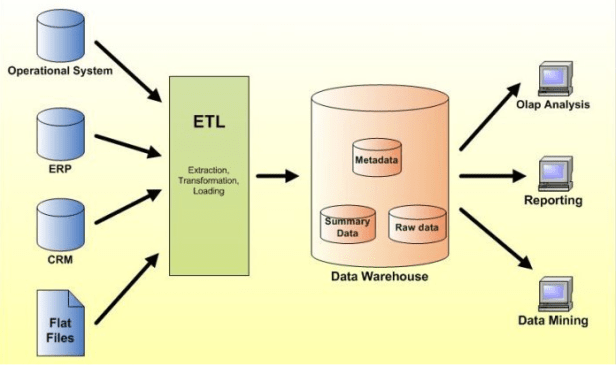 Operational System
ERP
CRM
Flat
Files
ETL
Extraction,
Transformation,
Loading
Metadata
Summary
Data
Raw data
Data Warehouse
Olap Analysis
Reporting
Data Mining